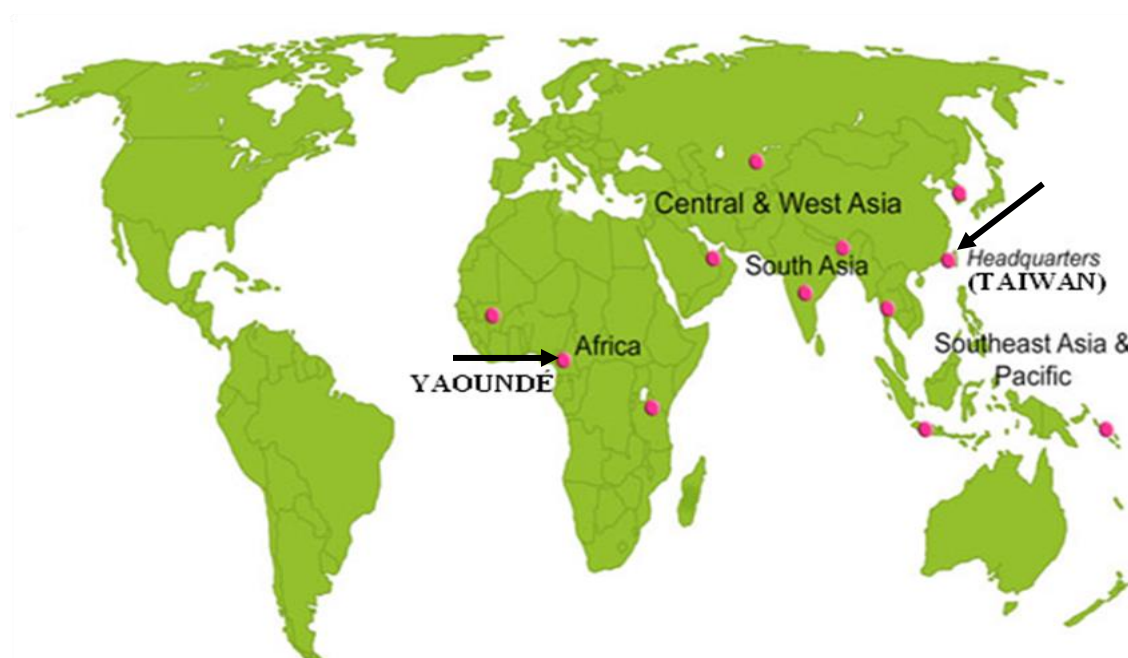 Central & West Asia
South Asia
Headquarters
(TAIWAN)
Africa
YAOUNDÉ
Southeast Asia &
Pacific